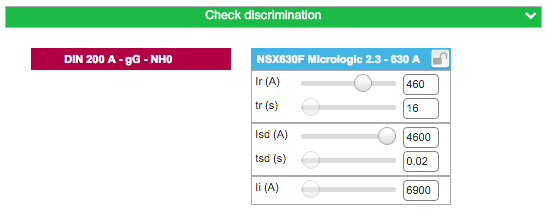 Check discrimination
DIN 200 A - gG - NH0
NSX630F Micrologic 2.3 - 630 A
Ir (A) 460
tr (s) 16
Isd (A) 4600
tsd (s) 0.02
Ii (A) 6900